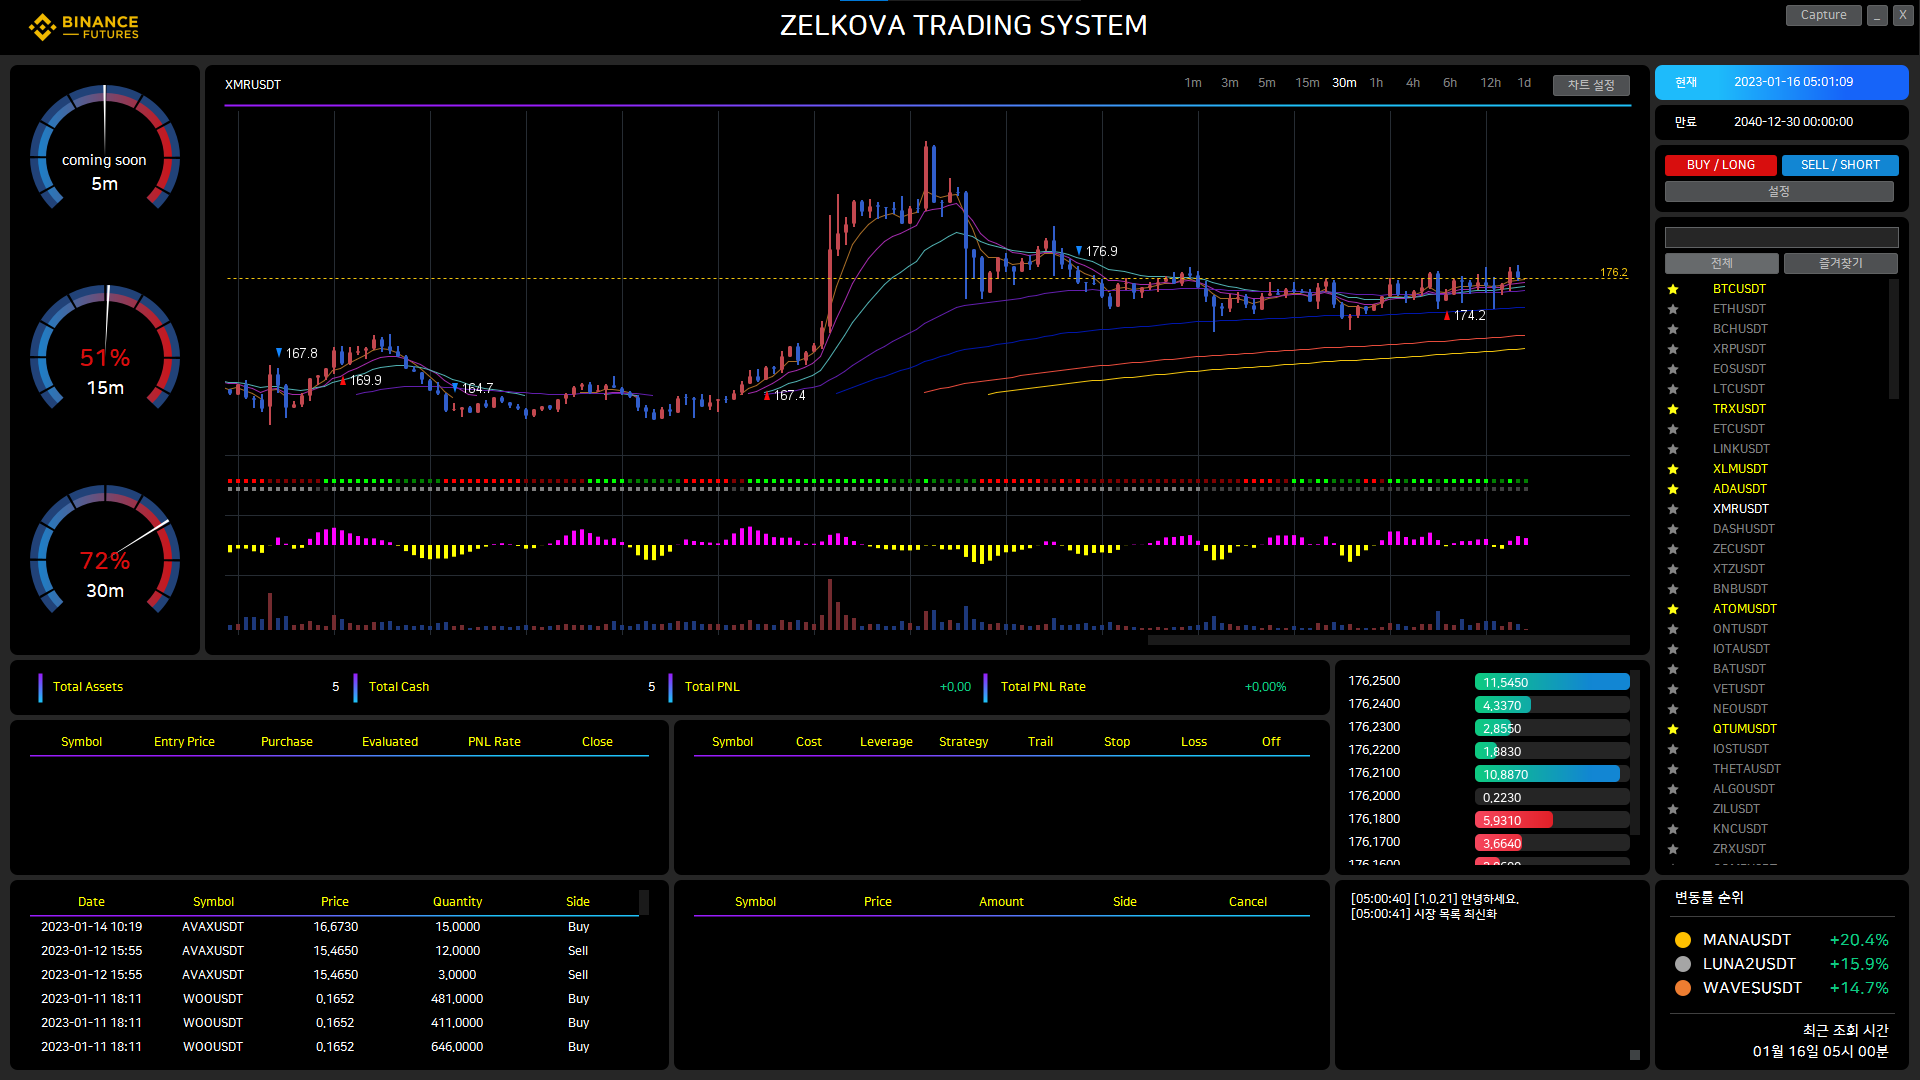 BINANCE
FUTURES
ZELKOVA TRADING SYSTEM
Capture _ X
coming soon
5m
51%
15m
72%
30m
XMRUSDT
1m 3m 5m 15m 30m 1h 4h 6h 12h 1d
차트 설정
176.9
176.2
174.2
167.8
169.9
164.7
167.4
현재 2023-01-16 05:01:09
만료 2040-12-30 00:00:00
BUY / LONG SELL / SHORT
설정
전체 즐겨찾기
BTCUSDT
ETHUSDT
BCHUSDT
XRPUSDT
EOSUSDT
LTCUSDT
TRXUSDT
ETCUSDT
LINKUSDT
XLMUSDT
ADAUSDT
XMRUSDT
DASHUSDT
ZECUSDT
XTZUSDT
BNBUSDT
ATOMUSDT
ONTUSDT
IOTAUSDT
BATUSDT
VETUSDT
NEOUSDT
QTUMUSDT
IOSTUSDT
THETAUSDT
ALGOUSDT
ZILUSDT
KNCUSDT
ZRXUSDT
Total Assets 5 Total Cash 5 Total PNL +0.00 Total PNL Rate +0.00%
Symbol Entry Price Purchase Evaluated PNL Rate Close
Symbol Cost Leverage Strategy Trail Stop Loss Off
176.2500 11.5450
176.2400 4.3370
176.2300 2.8550
176.2200 1.8830
176.2100 10.8870
176.2000 0.2230
176.1800 5.9310
176.1700 3.6640
176.1600
Date Symbol Price Quantity Side
2023-01-14 10:19 AVAXUSDT 16.6730 15.0000 Buy
2023-01-12 15:55 AVAXUSDT 15.4650 12.0000 Sell
2023-01-12 15:55 AVAXUSDT 15.4650 3.0000 Sell
2023-01-11 18:11 WOOUSDT 0.1652 481.0000 Buy
2023-01-11 18:11 WOOUSDT 0.1652 411.0000 Buy
2023-01-11 18:11 WOOUSDT 0.1652 646.0000 Buy
Symbol Price Amount Side Cancel
[05:00:40] [1.0.21] 안녕하세요.
[05:00:41] 시장 목록 최신화
변동률 순위
MANAUSDT +20.4%
LUNA2USDT +15.9%
WAVESUSDT +14.7%
최근 조회 시간
01월 16일 05시 00분